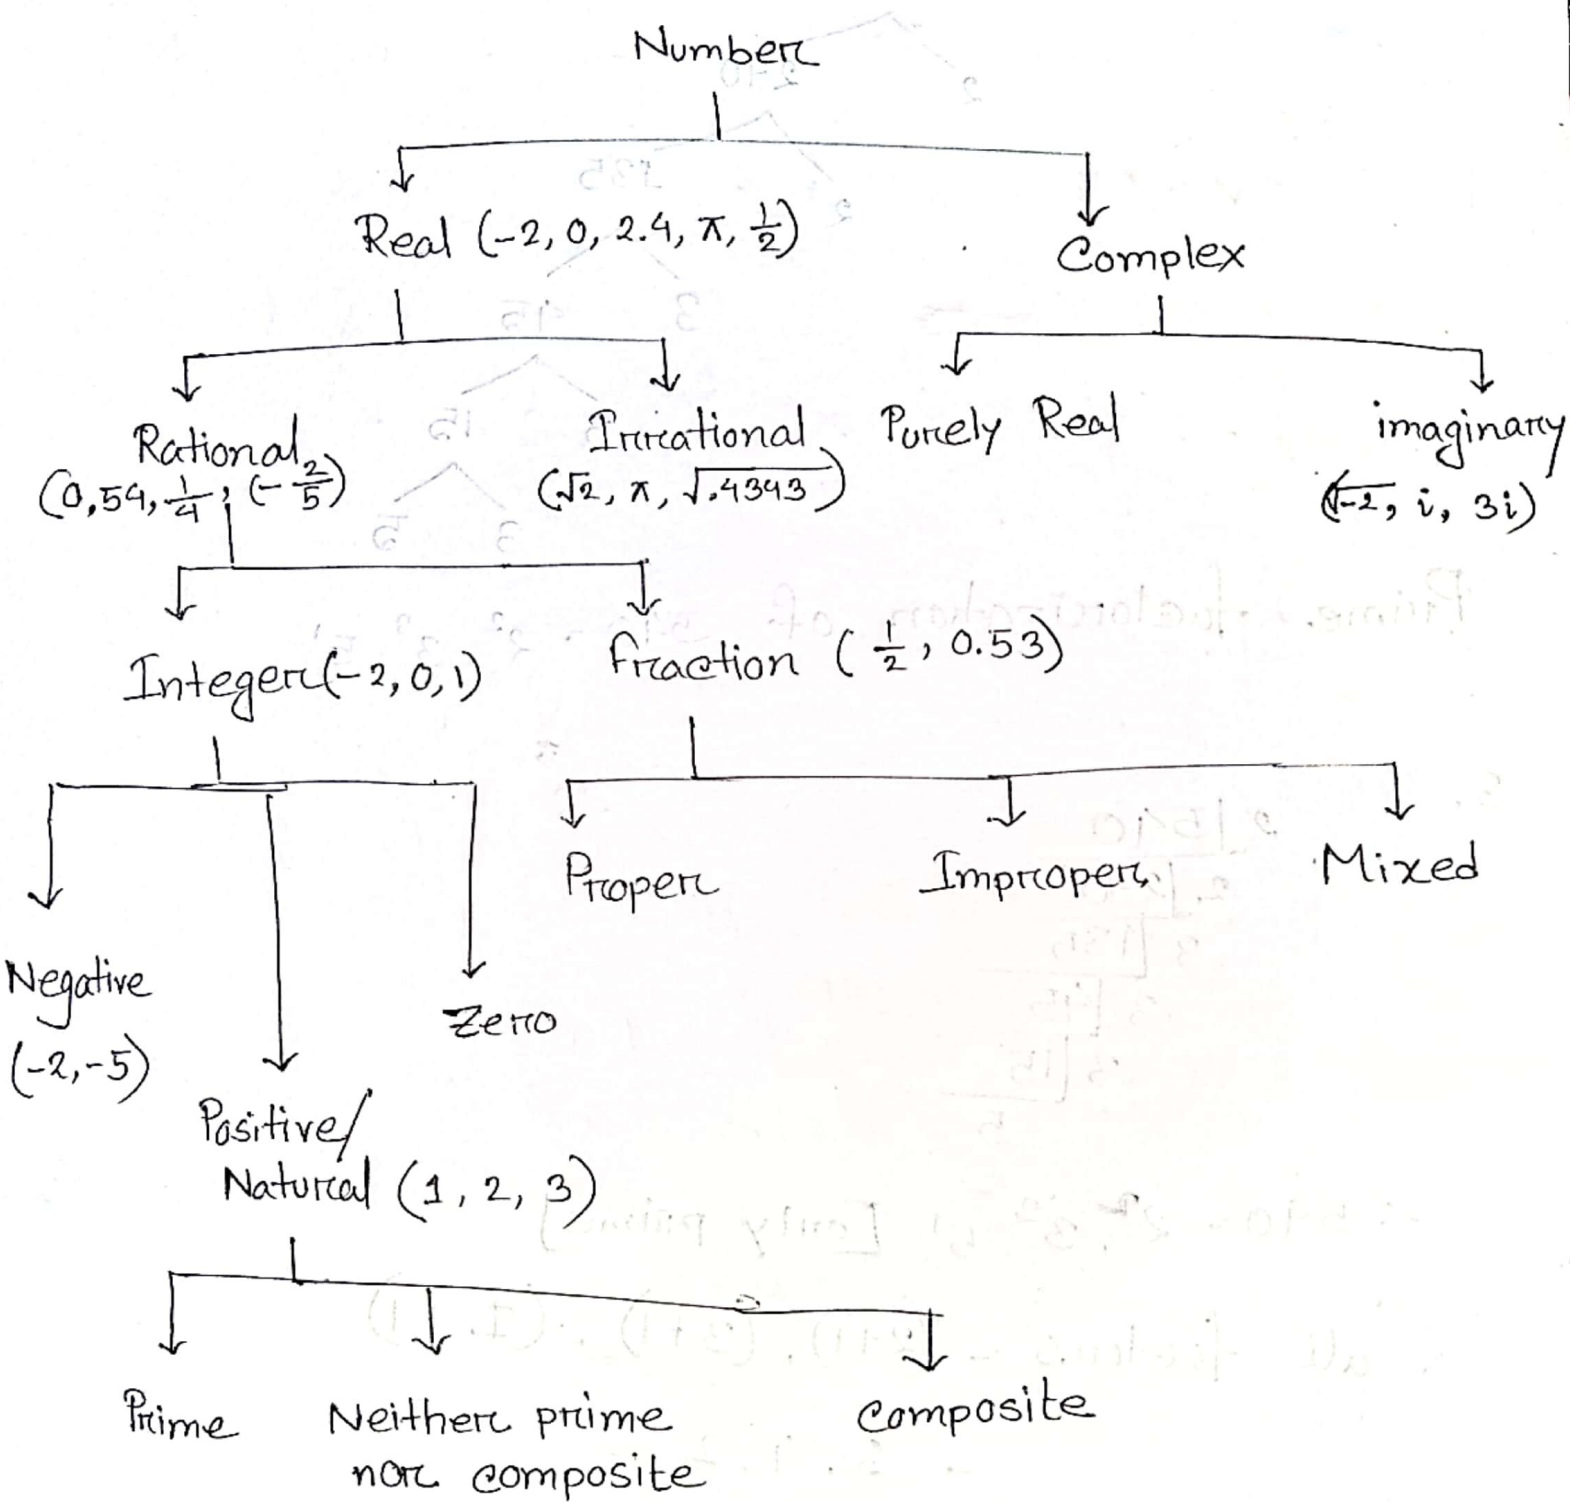 Number
Real (-2, 0, 2.4, π, 1/2)
Complex
Rational
(0,54, 1/4, (-2/5)
Irrational
(√2, π, √.4343)
Purely Real
imaginary
(√-2, i, 3i)
Integer (-2, 0, 1)
fraction (1/2, 0.53)
Proper
Improper
Mixed
Negative
(-2,-5)
Zero
Positive/
Natural (1, 2, 3)
Prime
Neither prime
nor composite
composite